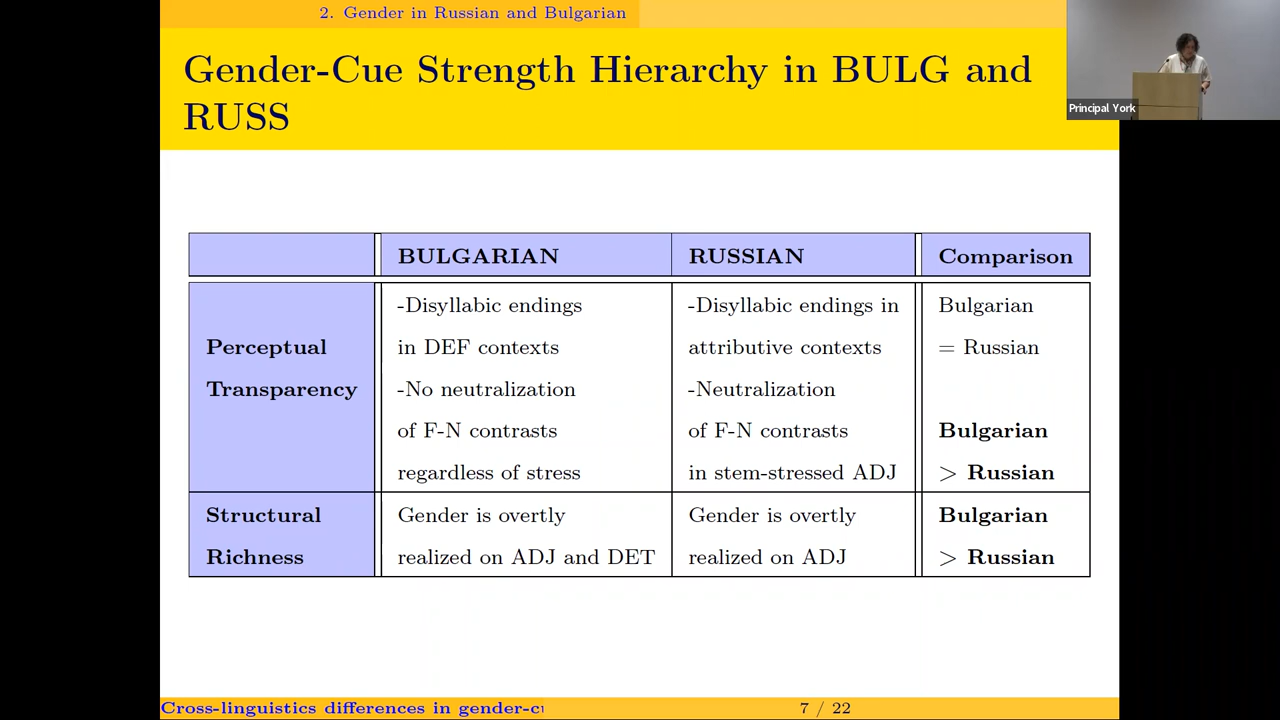 2. Gender in Russian and Bulgarian
Gender-Cue Strength Hierarchy in BULG and
RUSS
Principal York
BULGARIAN RUSSIAN Comparison
-Disyllabic endings -Disyllabic endings in Bulgarian
Perceptual in DEF contexts attributive contexts = Russian
Transparency -No neutralization -Neutralization
of F-N contrasts of F-N contrasts Bulgarian
regardless of stress in stem-stressed ADJ > Russian
Structural Gender is overtly Gender is overtly Bulgarian
Richness realized on ADJ and DET realized on ADJ > Russian
Cross-linguistics differences in gender-cu 7 / 22